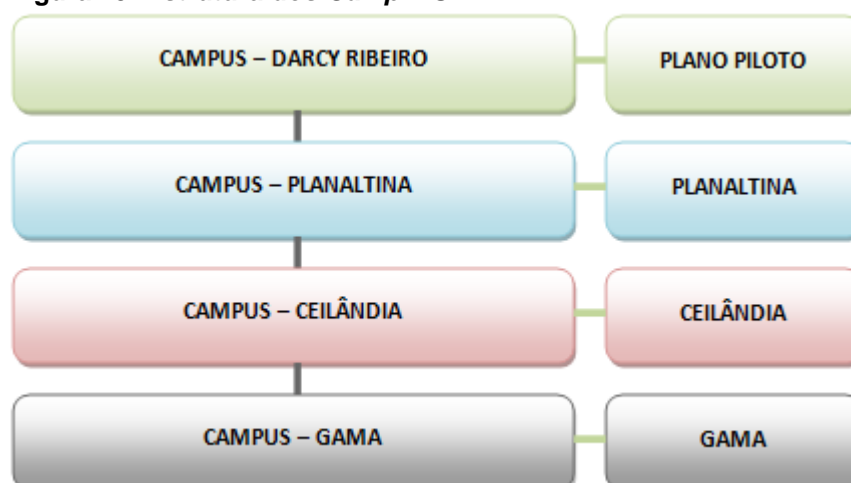 CAMPUS – DARCY RIBEIRO
PLANO PILOTO
CAMPUS – PLANALTINA
PLANALTINA
CAMPUS – CEILÂNDIA
CEILÂNDIA
CAMPUS – GAMA
GAMA